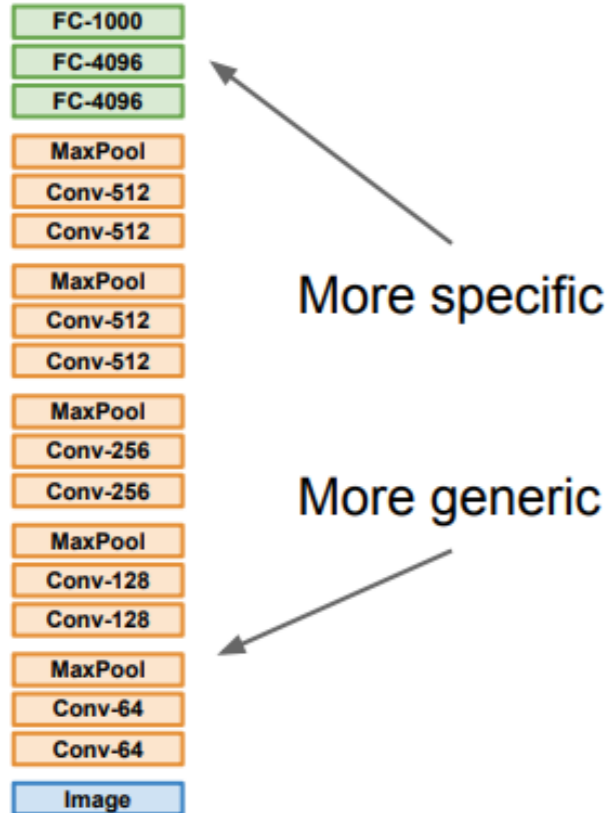 FC-1000
FC-4096
FC-4096
MaxPool
Conv-512
Conv-512
MaxPool
Conv-512
Conv-512
MaxPool
Conv-256
Conv-256
MaxPool
Conv-128
Conv-128
MaxPool
Conv-64
Conv-64
Image
More specific
More generic